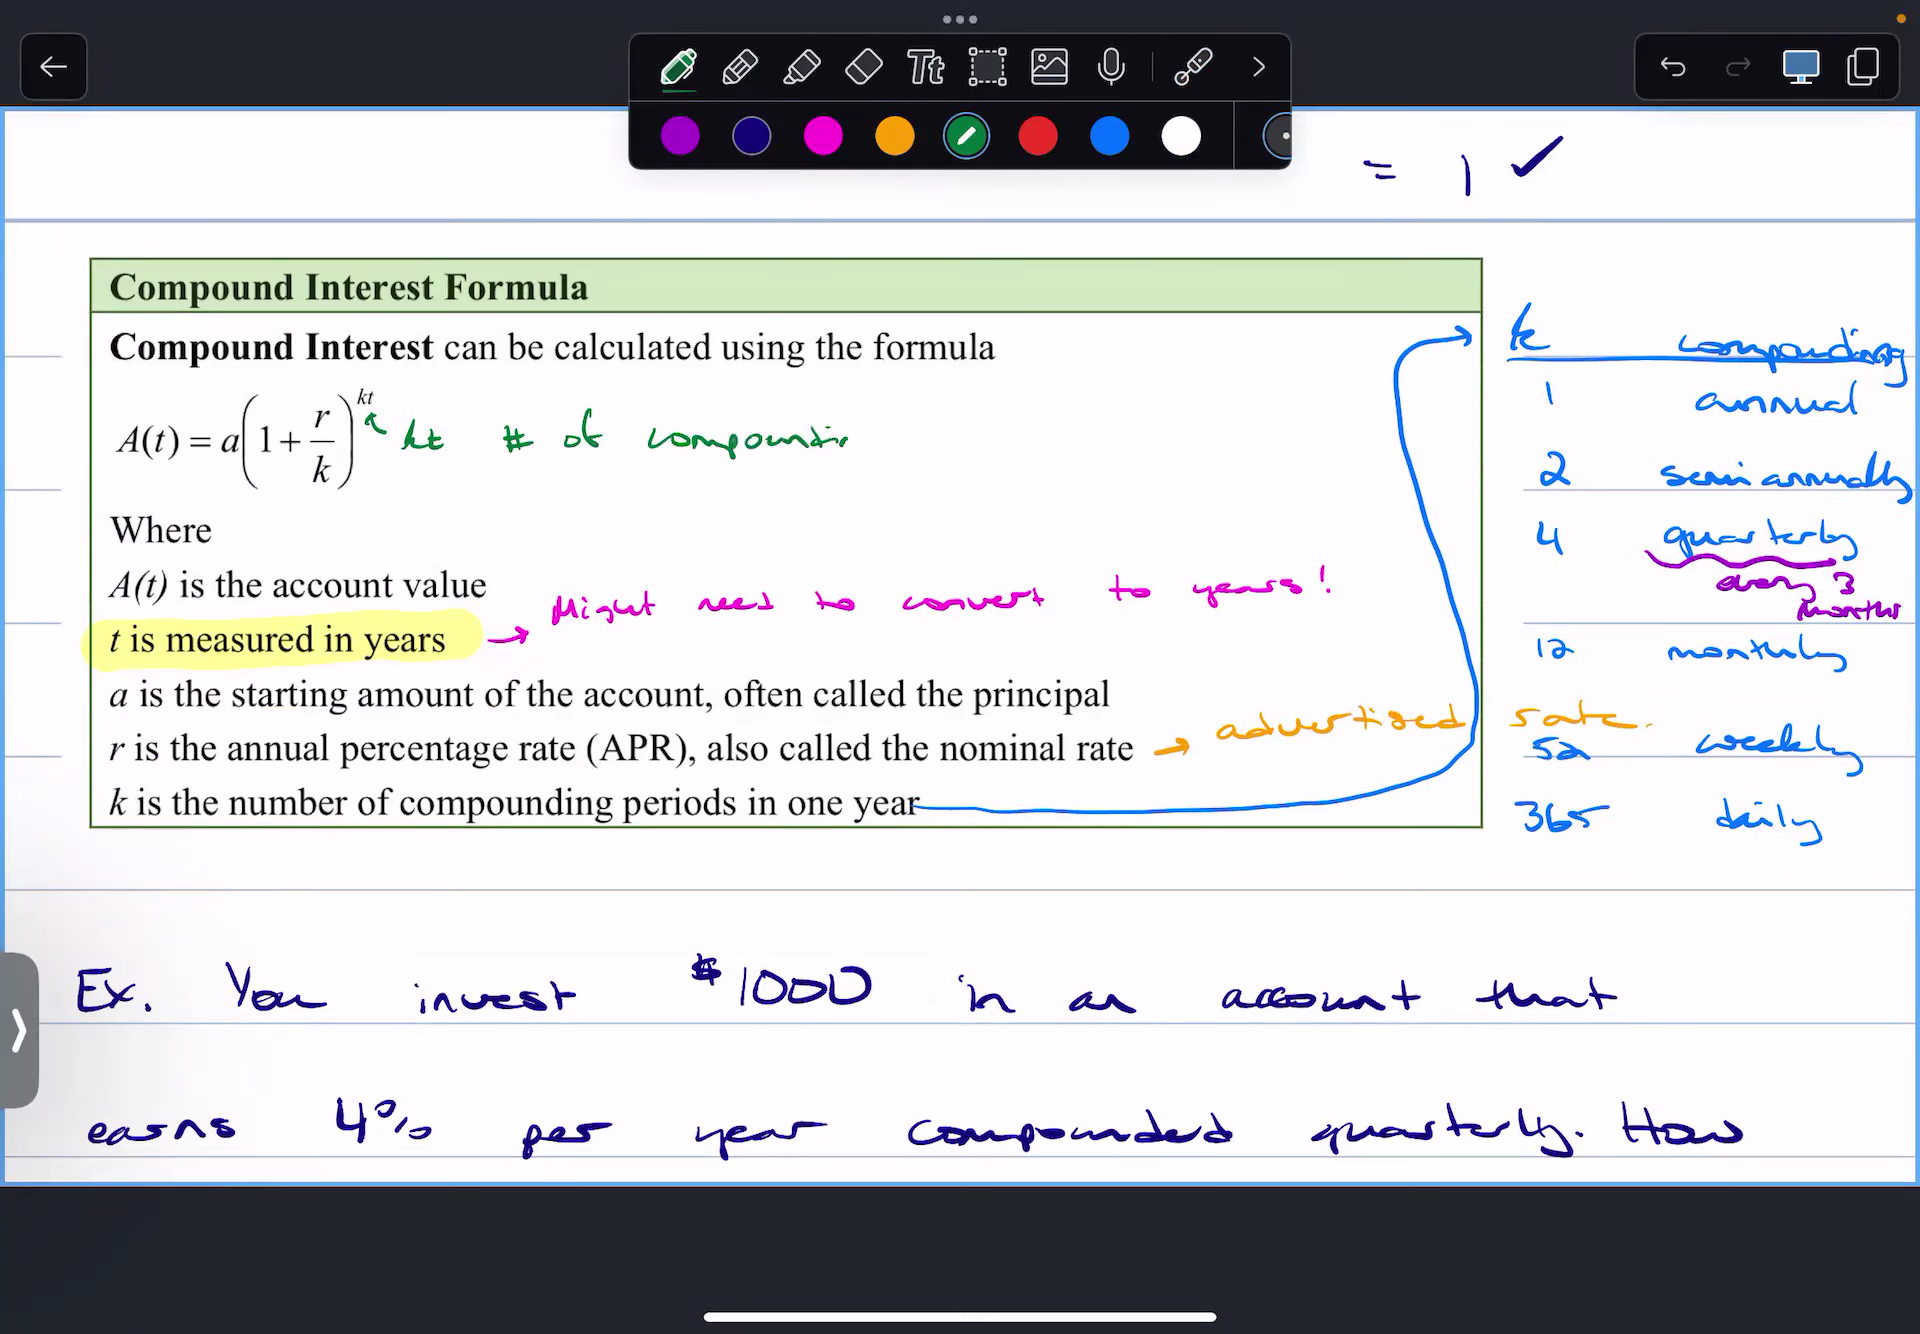 Tt
= 1 ✓
Compound Interest Formula
Compound Interest can be calculated using the formula
A(t) = a(1 + r/k)^kt kt # of compoundin
Where
A(t) is the account value
t is measured in years → Might need to convert to years!
a is the starting amount of the account, often called the principal
r is the annual percentage rate (APR), also called the nominal rate → advertised rate.
k is the number of compounding periods in one year
k compounding
1 annual
2 semiannually
4 quarterly
every 3
months
12 monthly
52 weekly
365 daily
Ex. You invest $1000 in an account that
earns 4% per year compounded quarterly. How